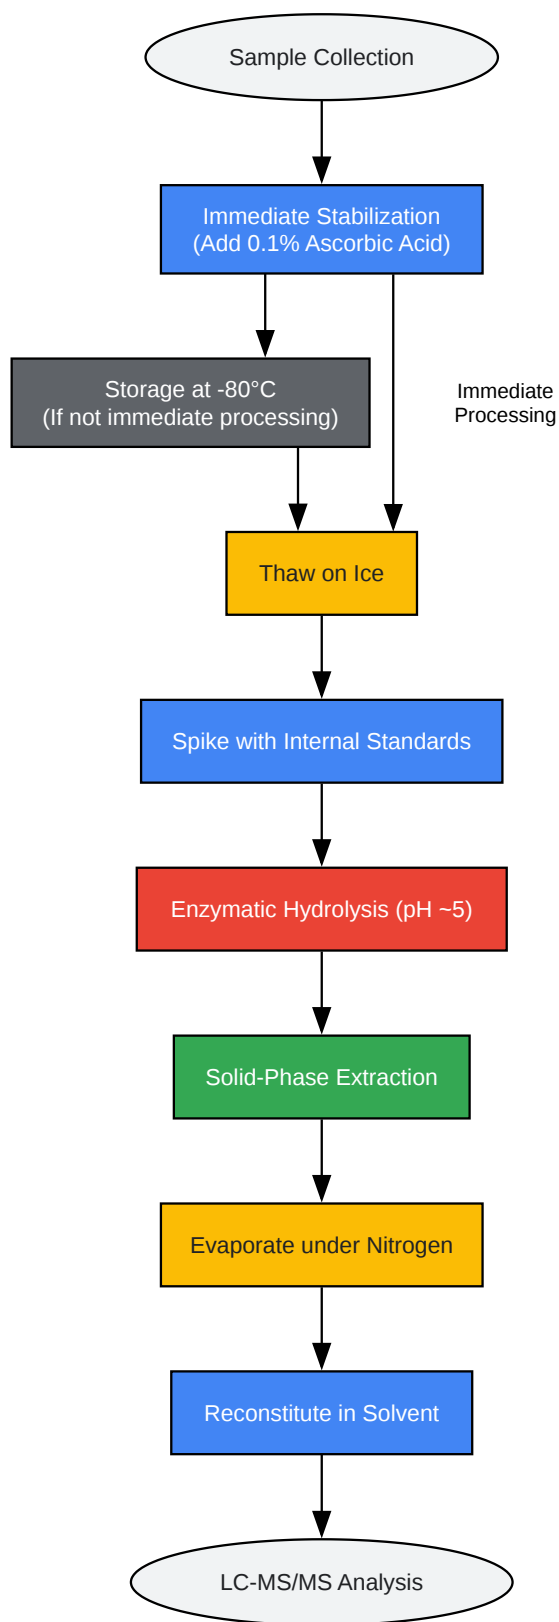 Sample Collection
Immediate Stabilization
(Add 0.1% Ascorbic Acid)
Storage at -80°C
(If not immediate processing)
Immediate
Processing
Thaw on Ice
Spike with Internal Standards
Enzymatic Hydrolysis (pH ~5)
Solid-Phase Extraction
Evaporate under Nitrogen
Reconstitute in Solvent
LC-MS/MS Analysis